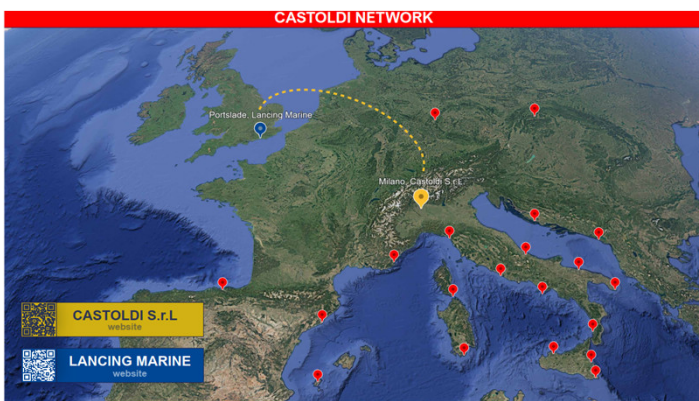 CASTOLDI NETWORK
Portslade, Lancing Marine
Milano, Castoldi S.r.L
CASTOLDI S.r.L
website
LANCING MARINE
website